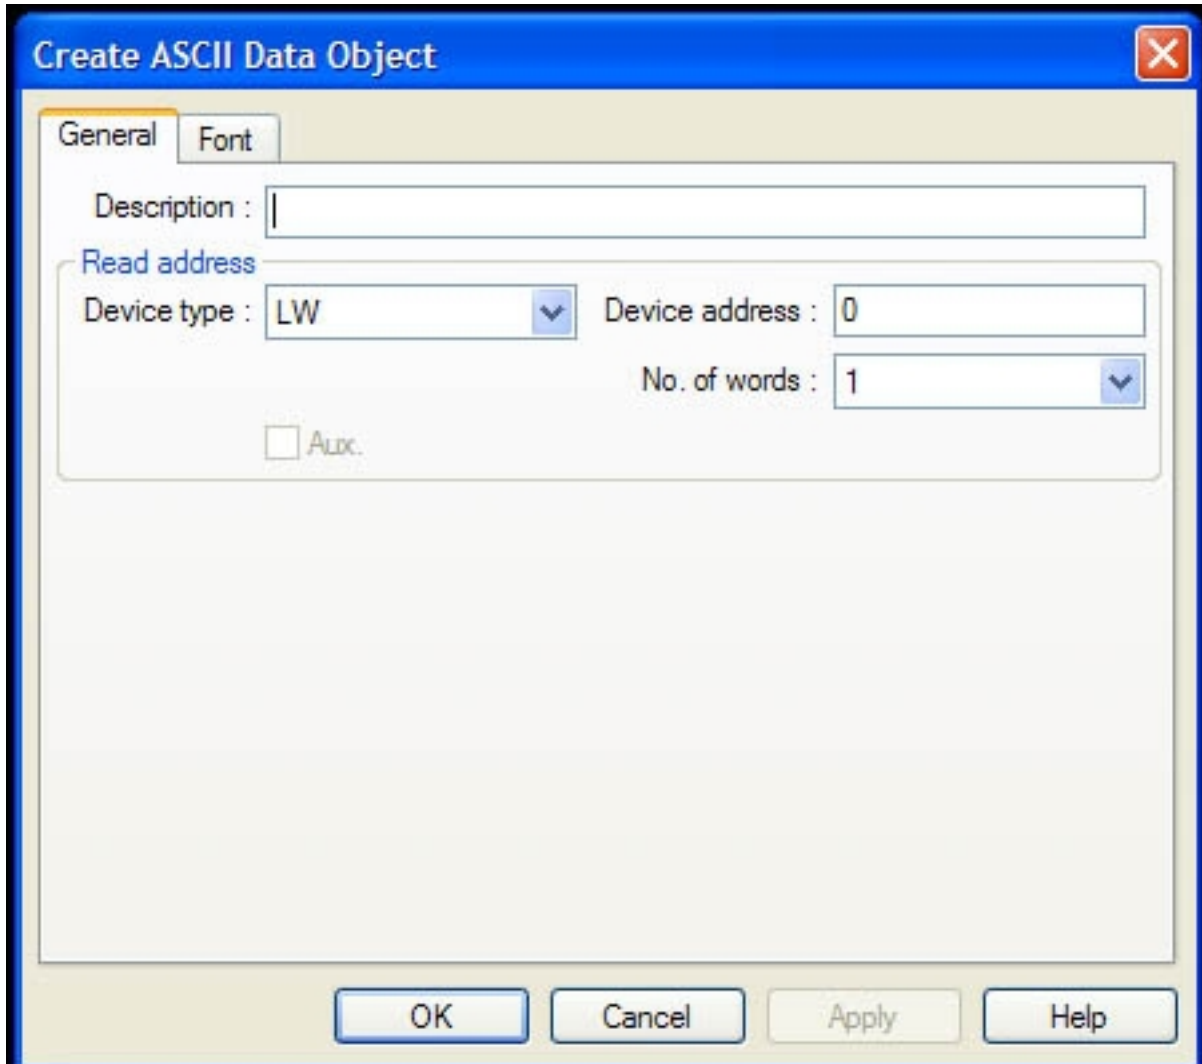 Create ASCII Data Object
General Font
Description :
Read address
Device type : LW Device address : 0
No. of words : 1
Aux.
OK Cancel Apply Help